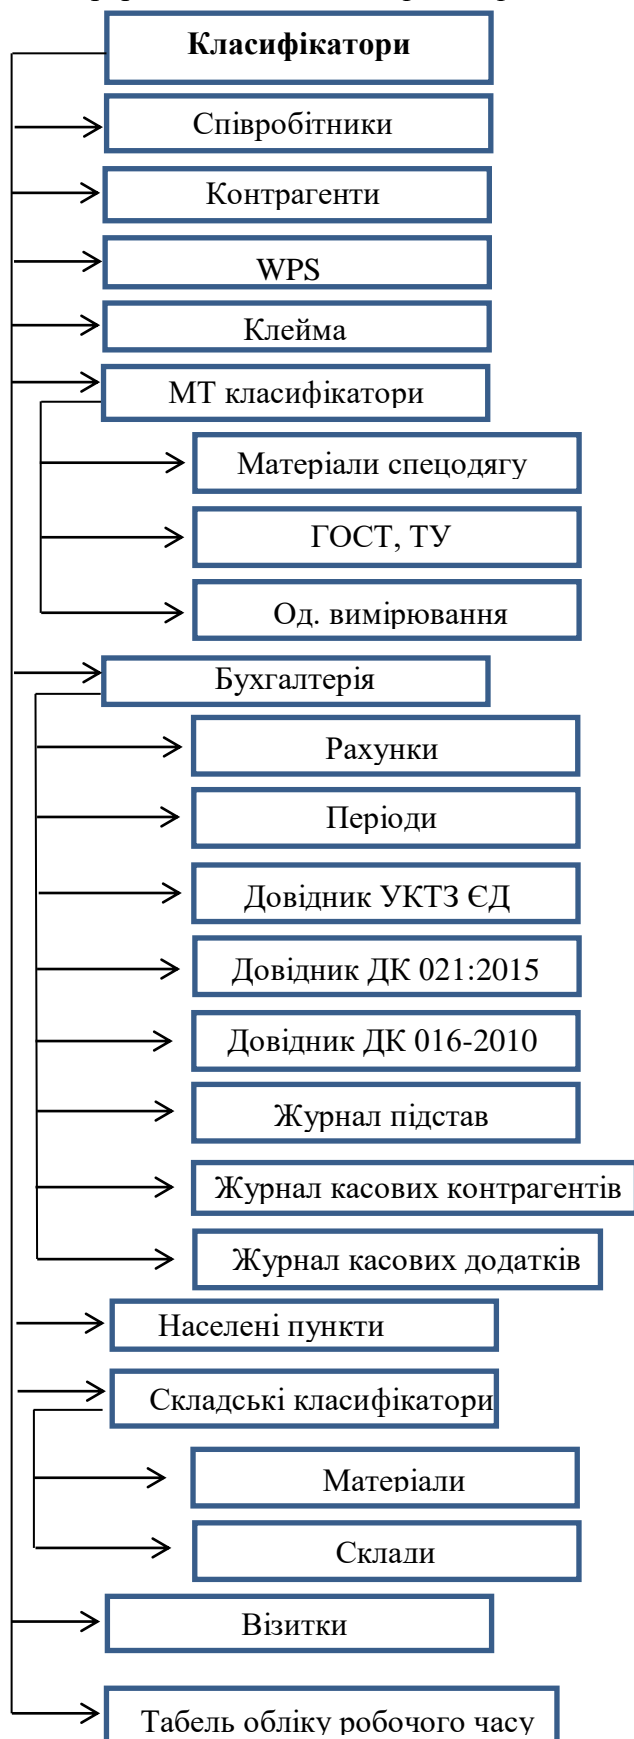 Класифікатори
Співробітники
Контрагенти
WPS
Клейма
МТ класифікатори
Матеріали спецодягу
ГОСТ, ТУ
Од. вимірювання
Бухгалтерія
Рахунки
Періоди
Довідник УКТЗ ЄД
Довідник ДК 021:2015
Довідник ДК 016-2010
Журнал підстав
Журнал касових контрагентів
Журнал касових додатків
Населені пункти
Складські класифікатори
Матеріали
Склади
Візитки
Табель обліку робочого часу